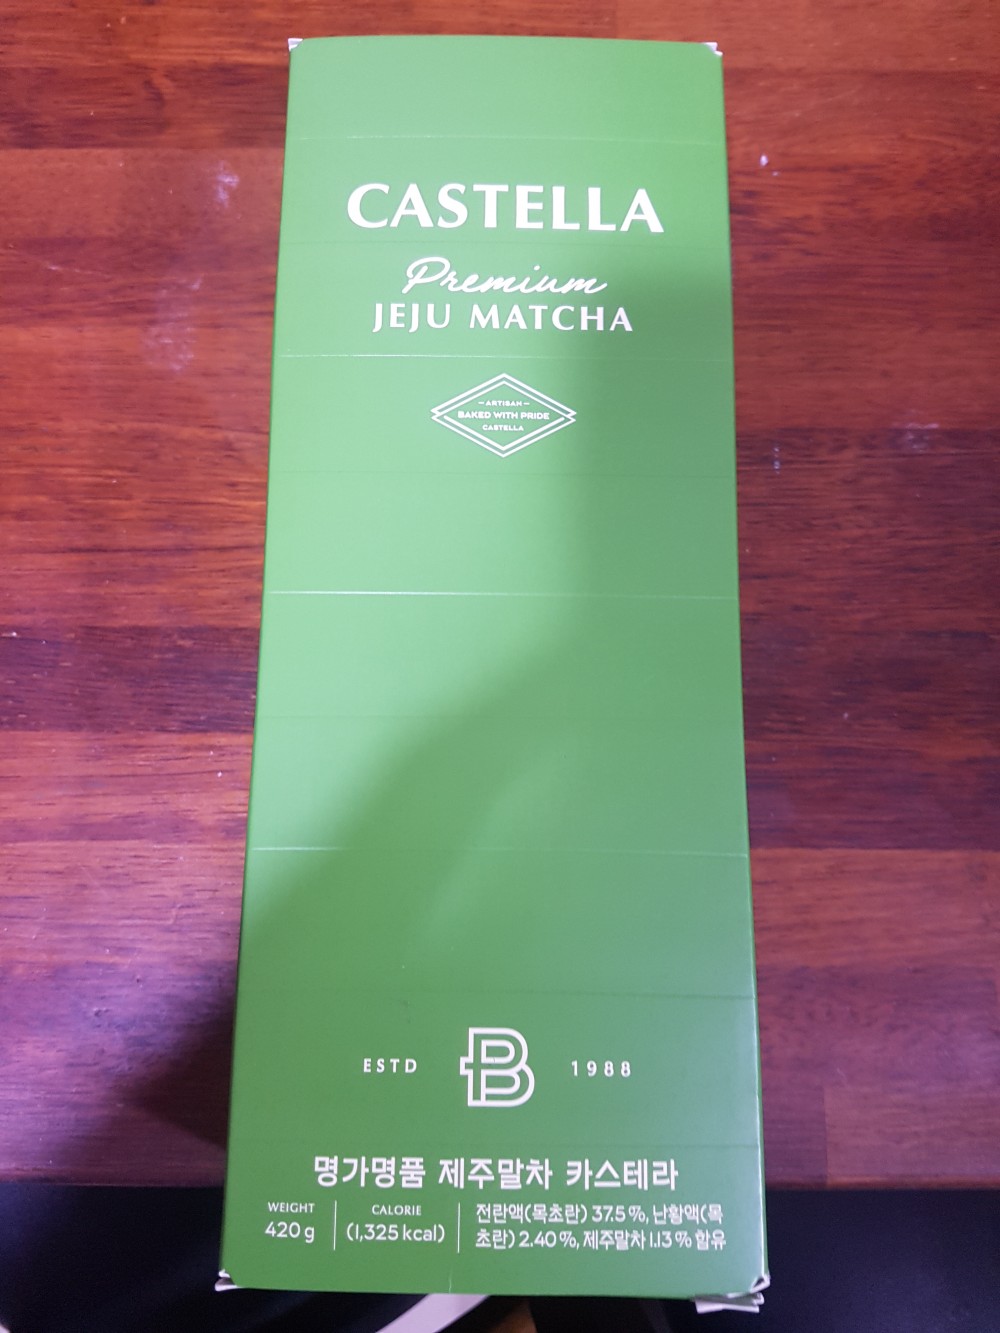 CASTELLA
Premium
JEJU MATCHA
ARTISAN
BAKED WITH PRIDE
CASTELLA
ESTD B 1988
명가명품 제주말차 카스테라
WEIGHT
420 g
CALORIE
(1,325 kcal)
전란액(목초란) 37.5 %, 난황액(목
초란) 2.40 %, 제주말차 1.13 % 함유